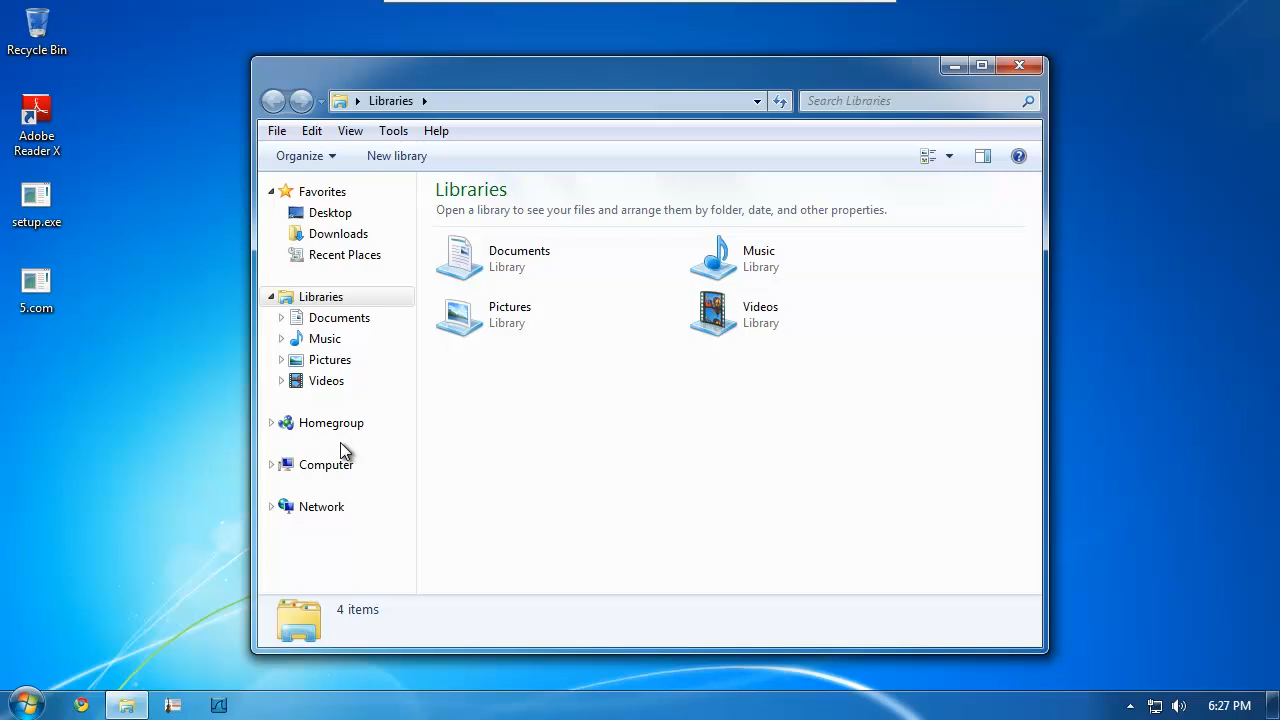 Recycle Bin
Adobe
Reader X
setup.exe
5.com
Libraries
Search Libraries
File Edit View Tools Help
Organize New library
Favorites
Desktop
Downloads
Recent Places
Libraries
Documents
Music
Pictures
Videos
Homegroup
Computer
Network
Libraries
Open a library to see your files and arrange them by folder, date, and other properties.
Documents
Library
Music
Library
Pictures
Library
Videos
Library
4 items
6:27 PM